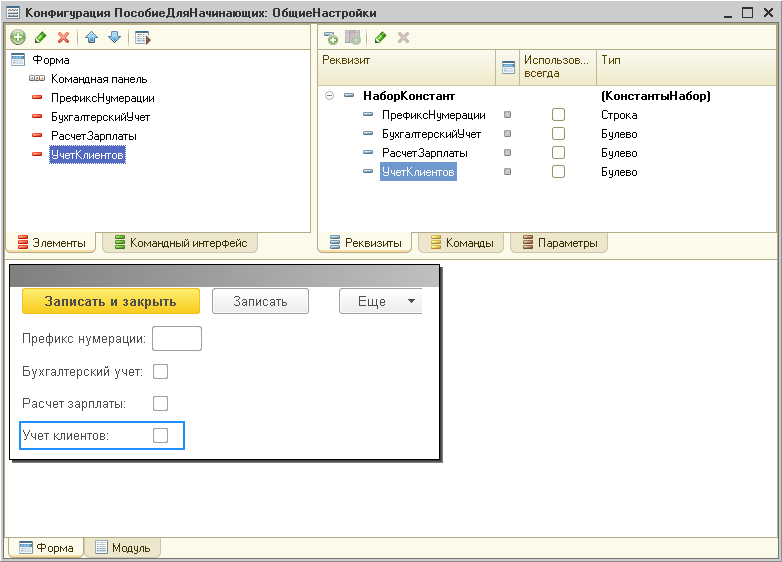 Конфигурация ПособиеДляНачинающих: ОбщиеНастройки
Форма
Командная панель
ПрефиксНумерации
БухгалтерскийУчет
РасчетЗарплаты
УчетКлиентов
Элементы
Командный интерфейс
Реквизит
Использов... всегда
Тип
НаборКонстант
(КонстантыНабор)
ПрефиксНумерации
Строка
БухгалтерскийУчет
Булево
РасчетЗарплаты
Булево
УчетКлиентов
Булево
Реквизиты
Команды
Параметры
Записать и закрыть
Записать
Еще
Префикс нумерации:
Бухгалтерский учет:
Расчет зарплаты:
Учет клиентов:
Форма
Модуль